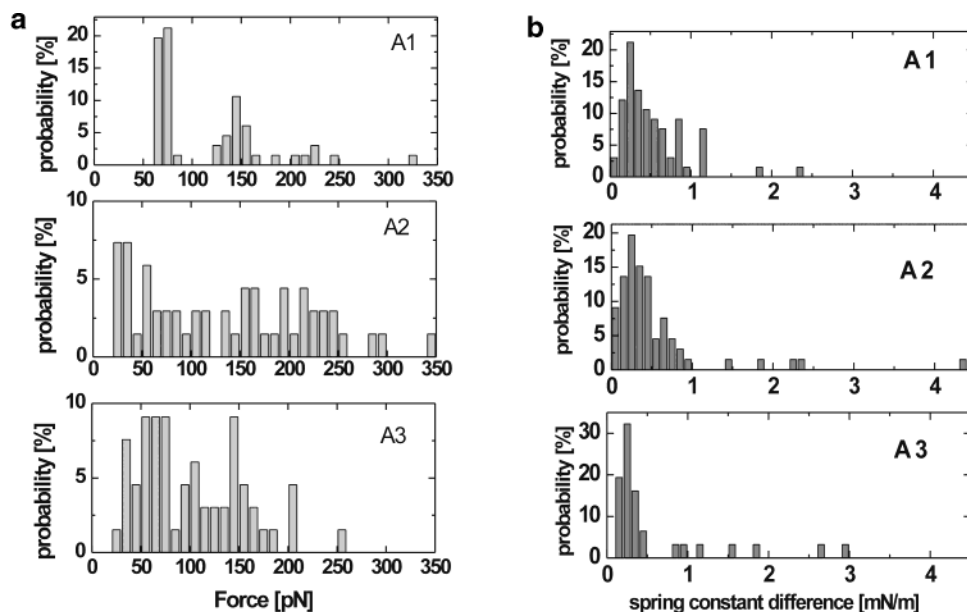 a
A1
probability [%]
20
15
10
5
0
0 50 100 150 200 250 300 350
A2
probability [%]
10
5
0
0 50 100 150 200 250 300 350
A3
probability [%]
10
5
0
0 50 100 150 200 250 300 350
Force [pN]
b
A 1
probability [%]
20
15
10
5
0
0 1 2 3 4
A 2
probability [%]
20
15
10
5
0
0 1 2 3 4
A 3
probability [%]
30
20
10
0
0 1 2 3 4
spring constant difference [mN/m]